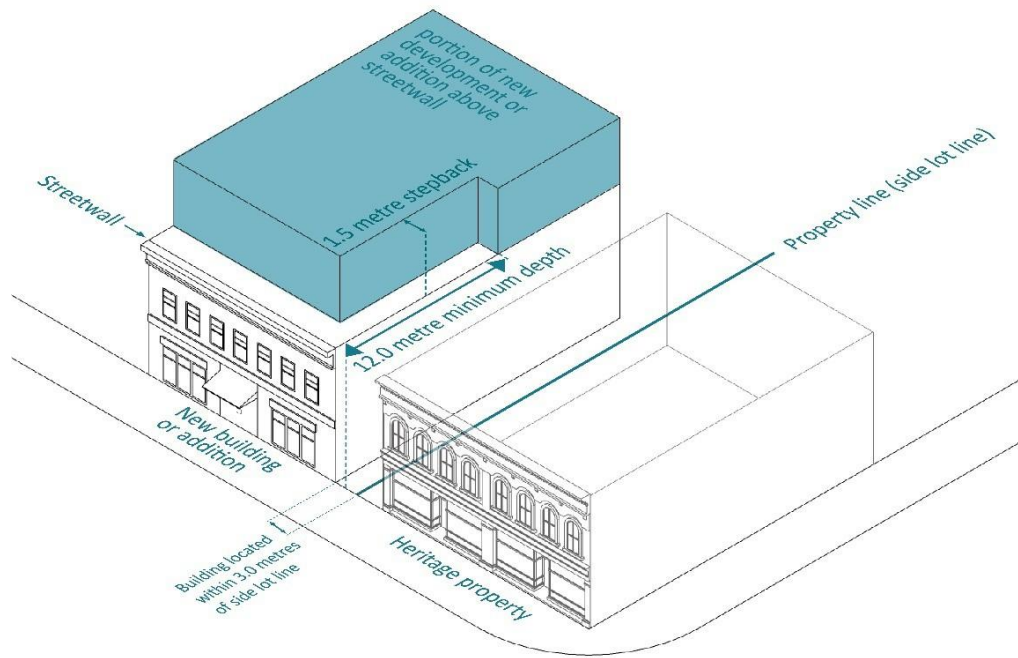 portion of new
development or
addition above
streetwall
Streetwall
1.5 metre stepback
12.0 metre minimum depth
Property line (side lot line)
New building
or addition
Building located
within 3.0 metres
of side lot line
Heritage property